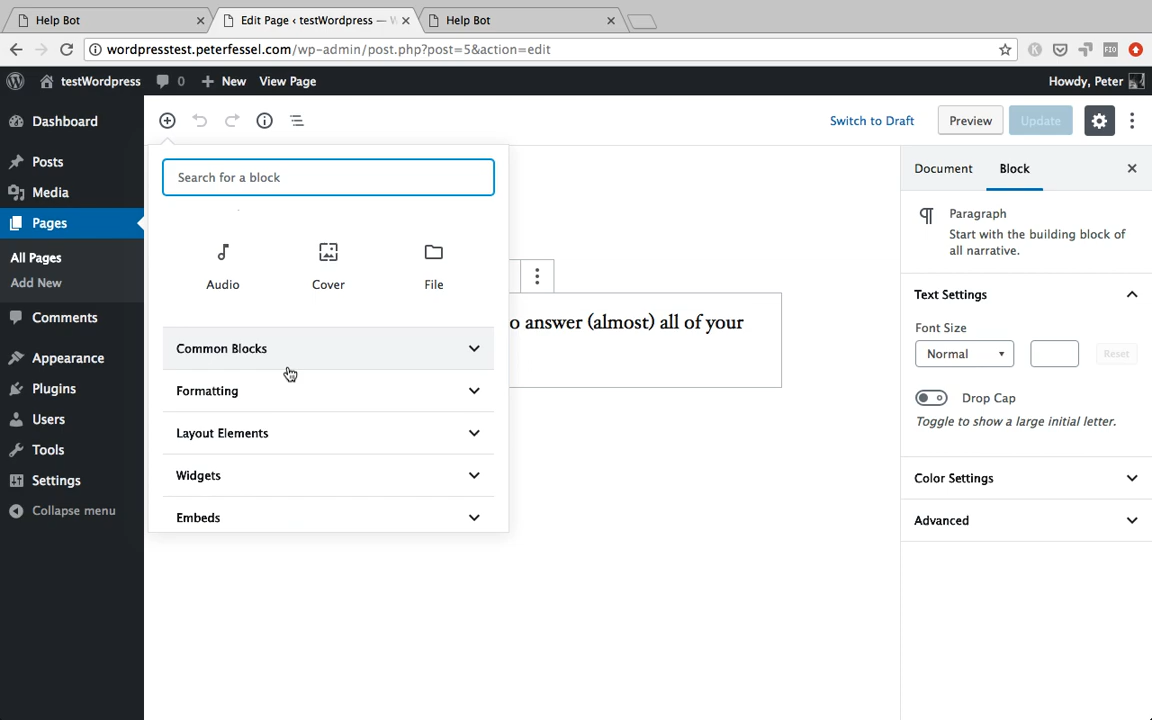 Help Bot
Edit Page ‹ testWordpress — W
Help Bot
wordpresstest.peterfessel.com/wp-admin/post.php?post=5&action=edit
testWordpress 0 New View Page Howdy, Peter
Dashboard
Posts
Media
Pages
All Pages
Add New
Comments
Appearance
Plugins
Users
Tools
Settings
Collapse menu
Switch to Draft Preview Update
Search for a block
Audio Cover File
Common Blocks
Formatting
Layout Elements
Widgets
Embeds
o answer (almost) all of your
Document Block
Paragraph
Start with the building block of
all narrative.
Text Settings
Font Size
Normal Reset
Drop Cap
Toggle to show a large initial letter.
Color Settings
Advanced